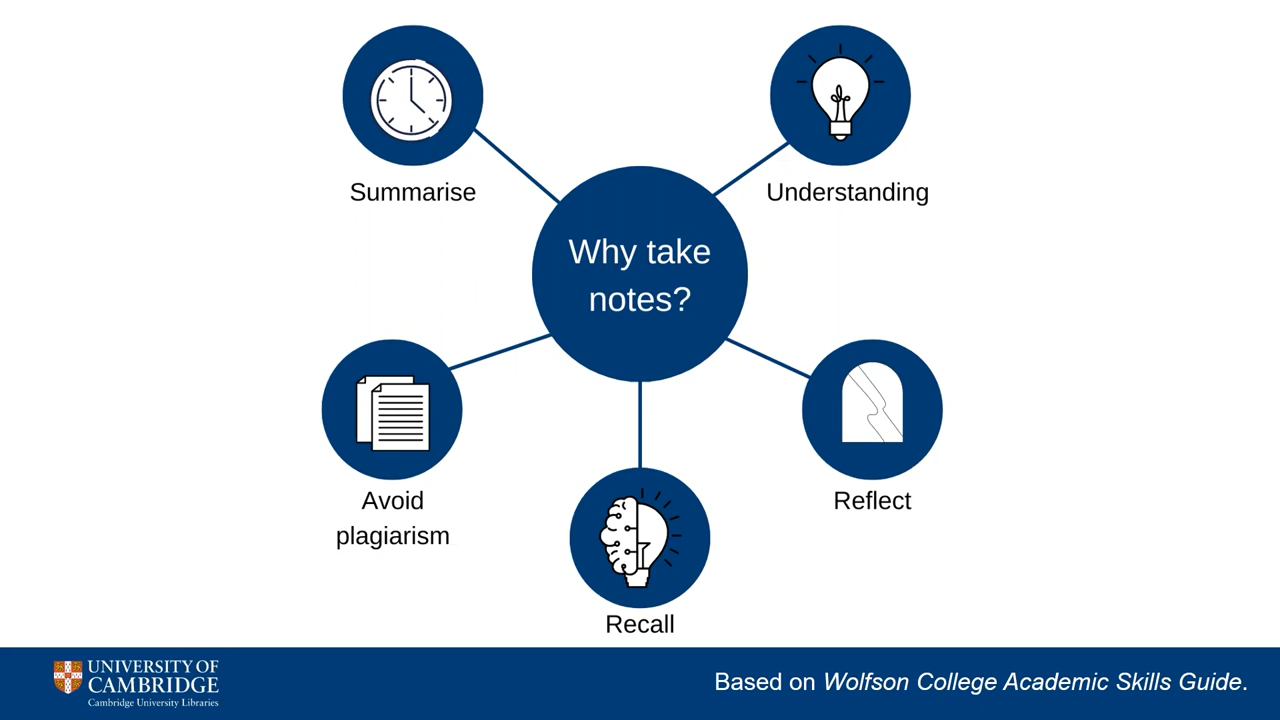 Summarise
Understanding
Why take
notes?
Avoid
plagiarism
Reflect
Recall
UNIVERSITY OF
CAMBRIDGE
Cambridge University Libraries
Based on Wolfson College Academic Skills Guide.